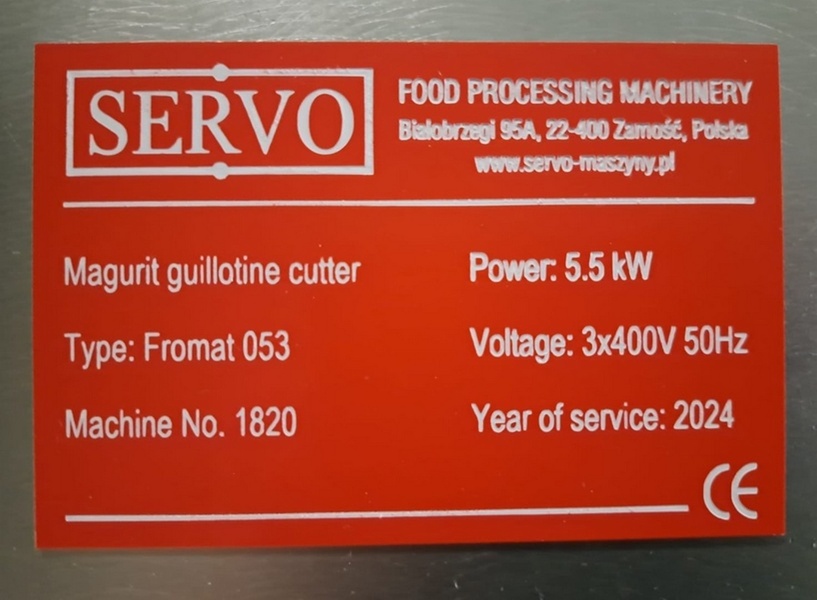 SERVO
FOOD PROCESSING MACHINERY
Białobrzegi 95A, 22-400 Zamość, Polska
www.servo-maszyny.pl
Magurit guillotine cutter
Type: Fromat 053
Machine No. 1820
Power: 5.5 kW
Voltage: 3x400V 50Hz
Year of service: 2024
CE